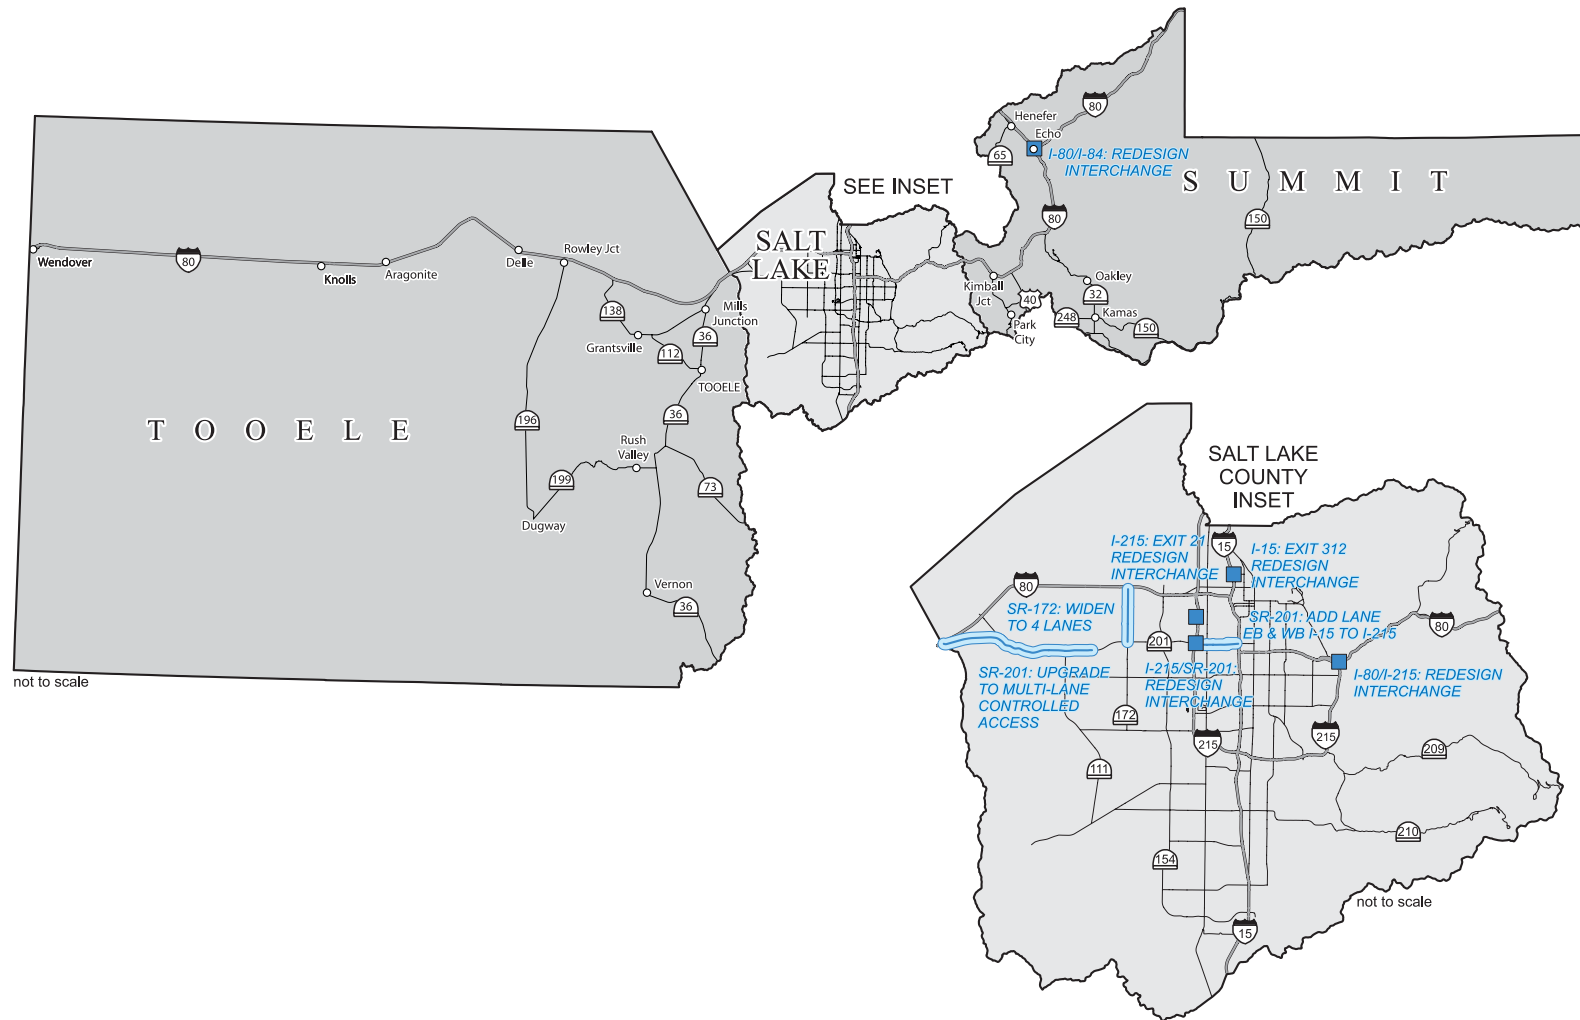 Henefer
80
Echo
65
I-80/I-84: REDESIGN
INTERCHANGE
SEE INSET
S U M M I T
80
150
SALT
LAKE
Wendover
80
Knolls
Aragonite
Delle
Rowley Jct
138
Mills
Junction
Grantsville
36
112
TOOELE
Kimball
Jct
40
Park
City
Oakley
32
248
Kamas
150
T O O E L E
196
36
Rush
Valley
199
73
Dugway
Vernon
36
not to scale
SALT LAKE
COUNTY
INSET
I-215: EXIT 21
REDESIGN
INTERCHANGE
15
I-15: EXIT 312
REDESIGN
INTERCHANGE
80
SR-172: WIDEN
TO 4 LANES
SR-201: ADD LANE
EB & WB I-15 TO I-215
80
201
SR-201: UPGRADE
TO MULTI-LANE
CONTROLLED
ACCESS
I-215/SR-201:
REDESIGN
INTERCHANGE
I-80/I-215: REDESIGN
INTERCHANGE
172
215
215
209
111
210
154
15
not to scale